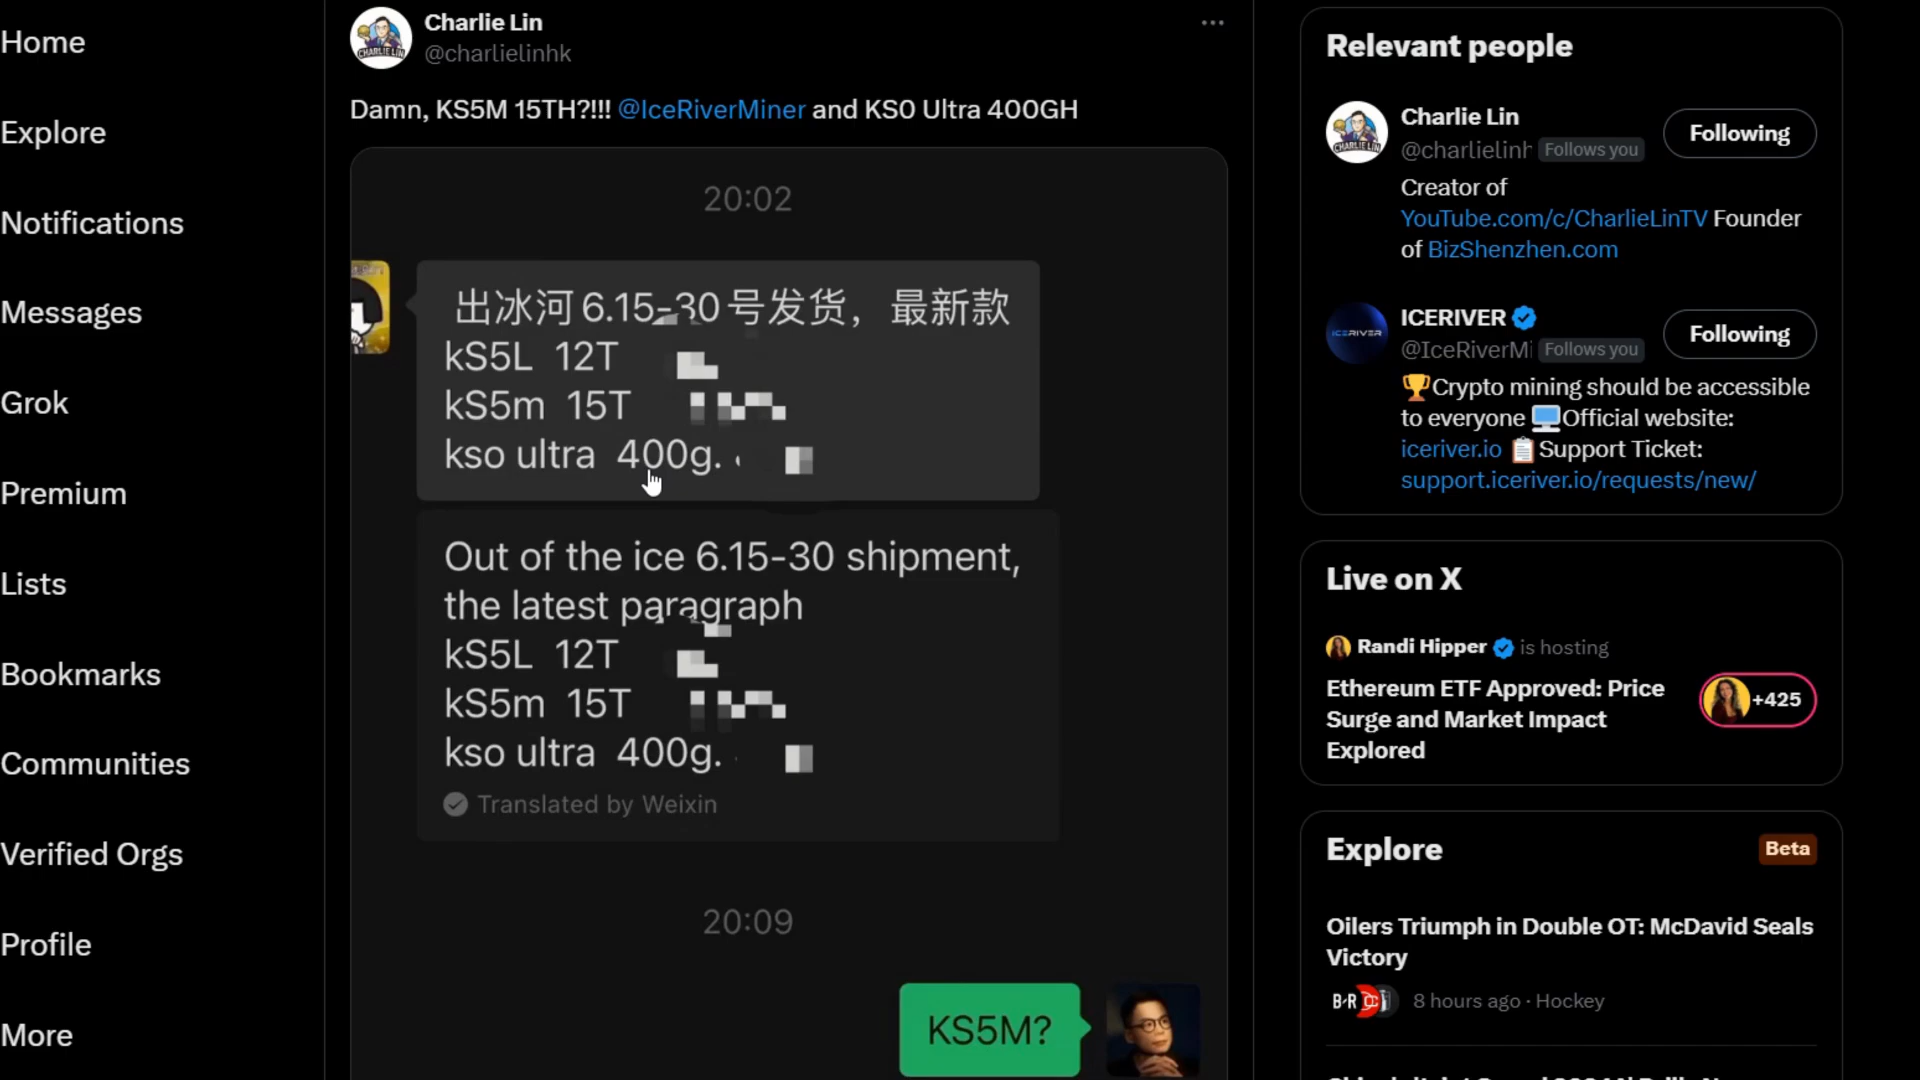 Home
Explore
Notifications
Messages
Grok
Premium
Lists
Bookmarks
Communities
Verified Orgs
Profile
More
Charlie Lin
@charlielinhk
Damn, KS5M 15TH?!!! @IceRiverMiner and KS0 Ultra 400GH
20:02
出冰河6.15-30号发货，最新款
kS5L 12T
kS5m 15T
kso ultra 400g.
Out of the ice 6.15-30 shipment,
the latest paragraph
kS5L 12T
kS5m 15T
kso ultra 400g.
Translated by Weixin
20:09
KS5M?
Relevant people
Charlie Lin
@charlielinh Follows you
Following
Creator of
YouTube.com/c/CharlieLinTV Founder
of BizShenzhen.com
ICERIVER
@IceRiverMi Follows you
Following
🏆Crypto mining should be accessible
to everyone 🖥️Official website:
iceriver.io 📋Support Ticket:
support.iceriver.io/requests/new/
Live on X
Randi Hipper is hosting
Ethereum ETF Approved: Price
Surge and Market Impact
Explored
+425
Explore
Beta
Oilers Triumph in Double OT: McDavid Seals
Victory
8 hours ago · Hockey